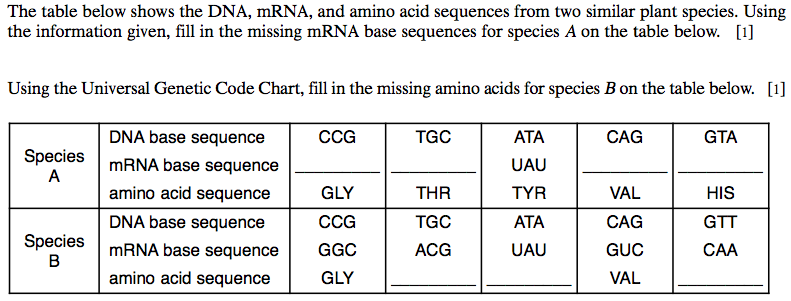 The table below shows the DNA, mRNA, and amino acid sequences from two similar plant species. Using
the information given, fill in the missing mRNA base sequences for species A on the table below. [1]
Using the Universal Genetic Code Chart, fill in the missing amino acids for species B on the table below. [1]
Species A
DNA base sequence CCG TGC ATA CAG GTA
mRNA base sequence ________ ________ UAU ________ ________
amino acid sequence GLY THR TYR VAL HIS
Species B
DNA base sequence CCG TGC ATA CAG GTT
mRNA base sequence GGC ACG UAU GUC CAA
amino acid sequence GLY ________ ________ VAL ________